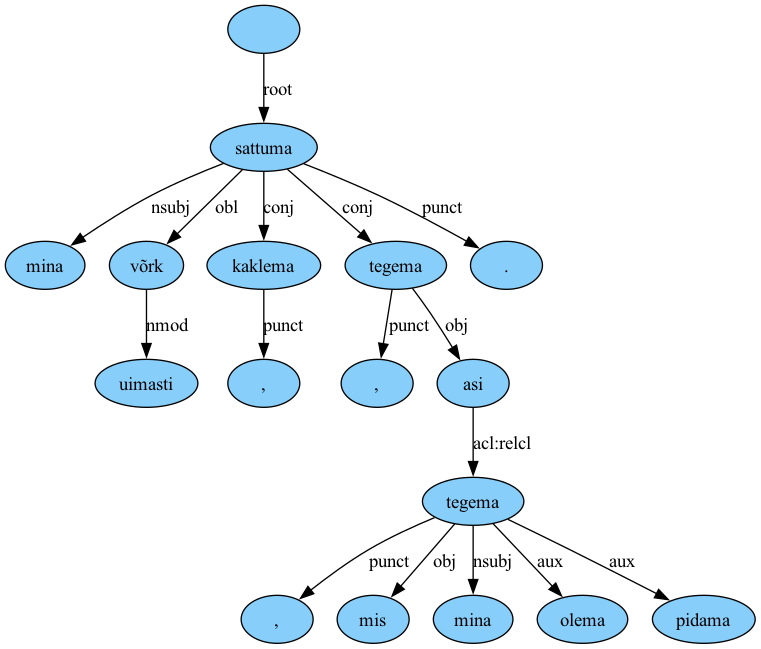 root
sattuma
nsubj obl conj conj punct
mina võrk kaklema tegema .
nmod punct punct obj
uimasti , , asi
acl:relcl
tegema
punct obj nsubj aux aux
, mis mina olema pidama